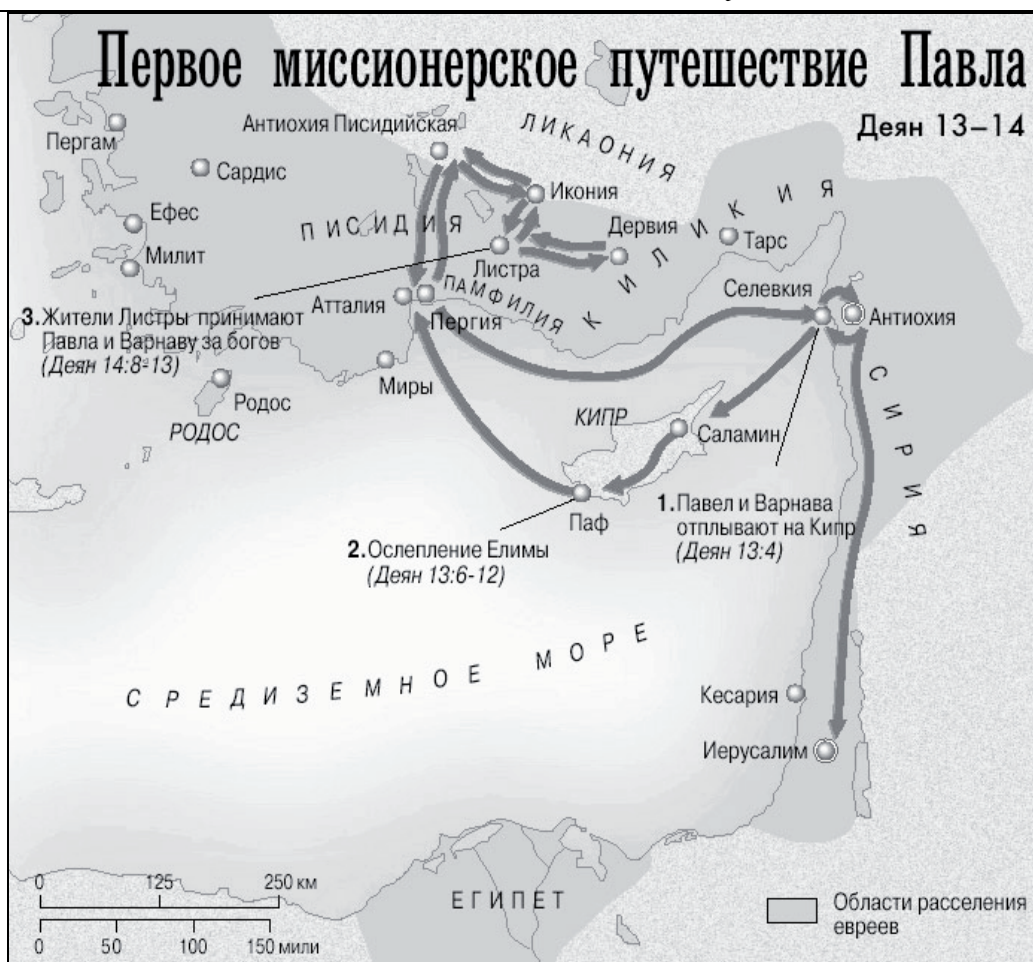 Первое миссионерское путешествие Павла
Деян 13–14
Пергам
Антиохия Писидийская
ЛИКАОНИЯ
Сардис
Икония
Ефес
ПИСИДИЯ
Дервия
КИЛИКИЯ
Тарс
Милит
Листра
Атталия
ПАМФИЛИЯ
Пергия
Селевкия
Антиохия
3. Жители Листры принимают
Павла и Варнаву за богов
(Деян 14:8-13)
Миры
Родос
РОДОС
КИПР
Саламин
СИРИЯ
Паф
1. Павел и Варнава
отплывают на Кипр
(Деян 13:4)
2. Ослепление Елимы
(Деян 13:6-12)
СРЕДИЗЕМНОЕ МОРЕ
Кесария
Иерусалим
0 125 250 км
0 50 100 150 мили
ЕГИПЕТ
Области расселения
евреев